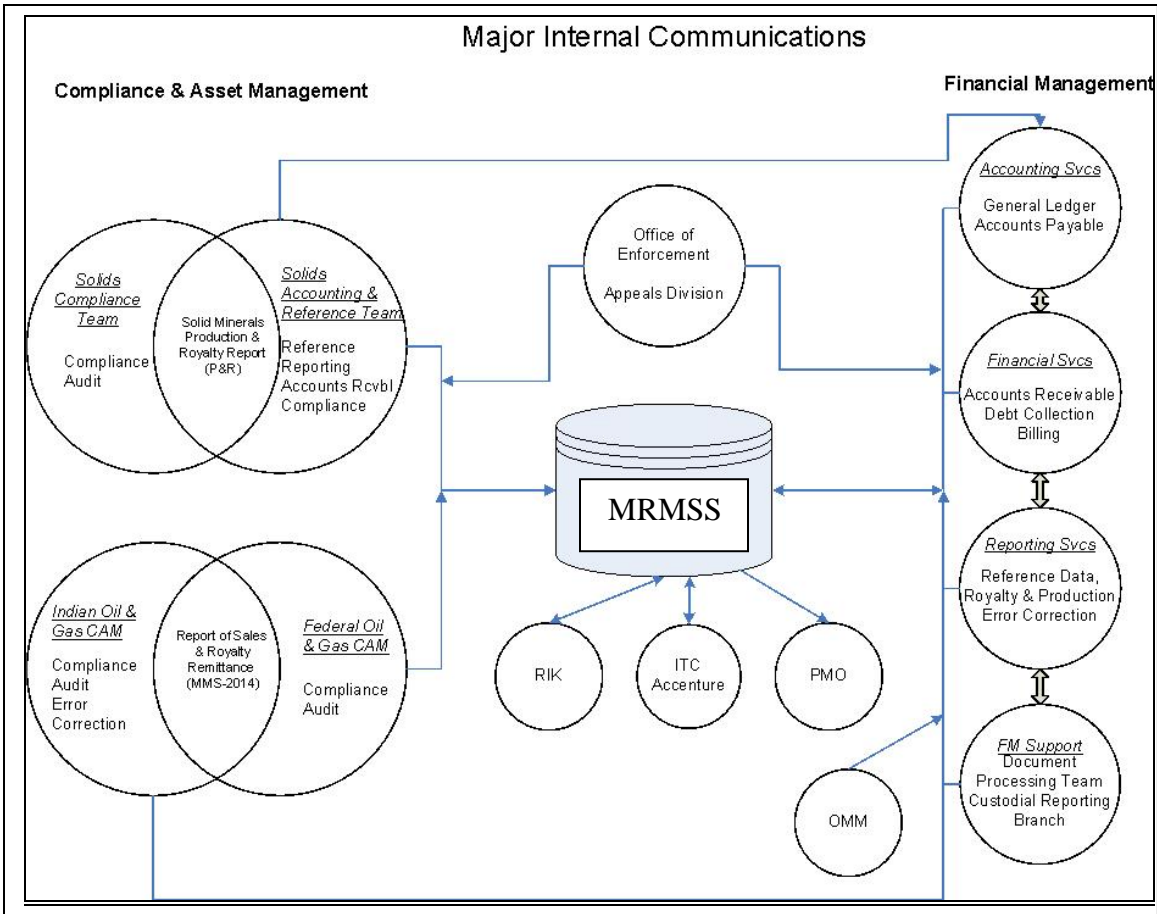 Major Internal Communications
Compliance & Asset Management
Financial Management
Solids
Compliance
Team
Compliance
Audit
Solid Minerals
Production &
Royalty Report
(P&R)
Solids
Accounting &
Reference Team
Reference
Reporting
Accounts Rcvbl
Compliance
Office of
Enforcement
Appeals Division
Accounting Svcs
General Ledger
Accounts Payable
Financial Svcs
Accounts Receivable
Debt Collection
Billing
MRMSS
Indian Oil &
Gas CAM
Compliance
Audit
Error
Correction
Report of Sales
& Royalty
Remittance
(MMS-2014)
Federal Oil
& Gas CAM
Compliance
Audit
RIK
ITC
Accenture
PMO
OMM
Reporting Svcs
Reference Data,
Royalty & Production
Error Correction
FM Support
Document
Processing Team
Custodial Reporting
Branch